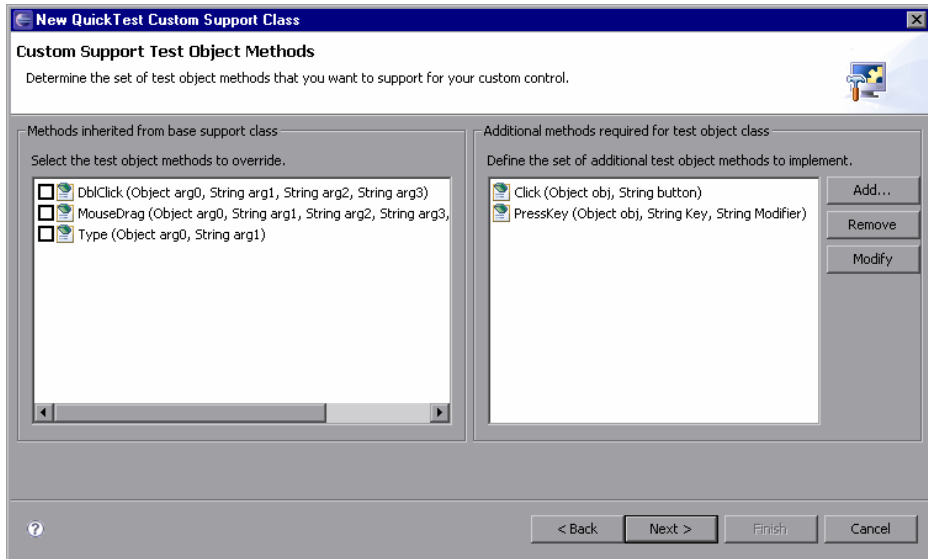 New QuickTest Custom Support Class
Custom Support Test Object Methods
Determine the set of test object methods that you want to support for your custom control.
Methods inherited from base support class
Select the test object methods to override.
DblClick (Object arg0, String arg1, String arg2, String arg3)
MouseDrag (Object arg0, String arg1, String arg2, String arg3,
Type (Object arg0, String arg1)
Additional methods required for test object class
Define the set of additional test object methods to implement.
Click (Object obj, String button)
PressKey (Object obj, String Key, String Modifier)
Add...
Remove
Modify
?
< Back
Next >
Finish
Cancel